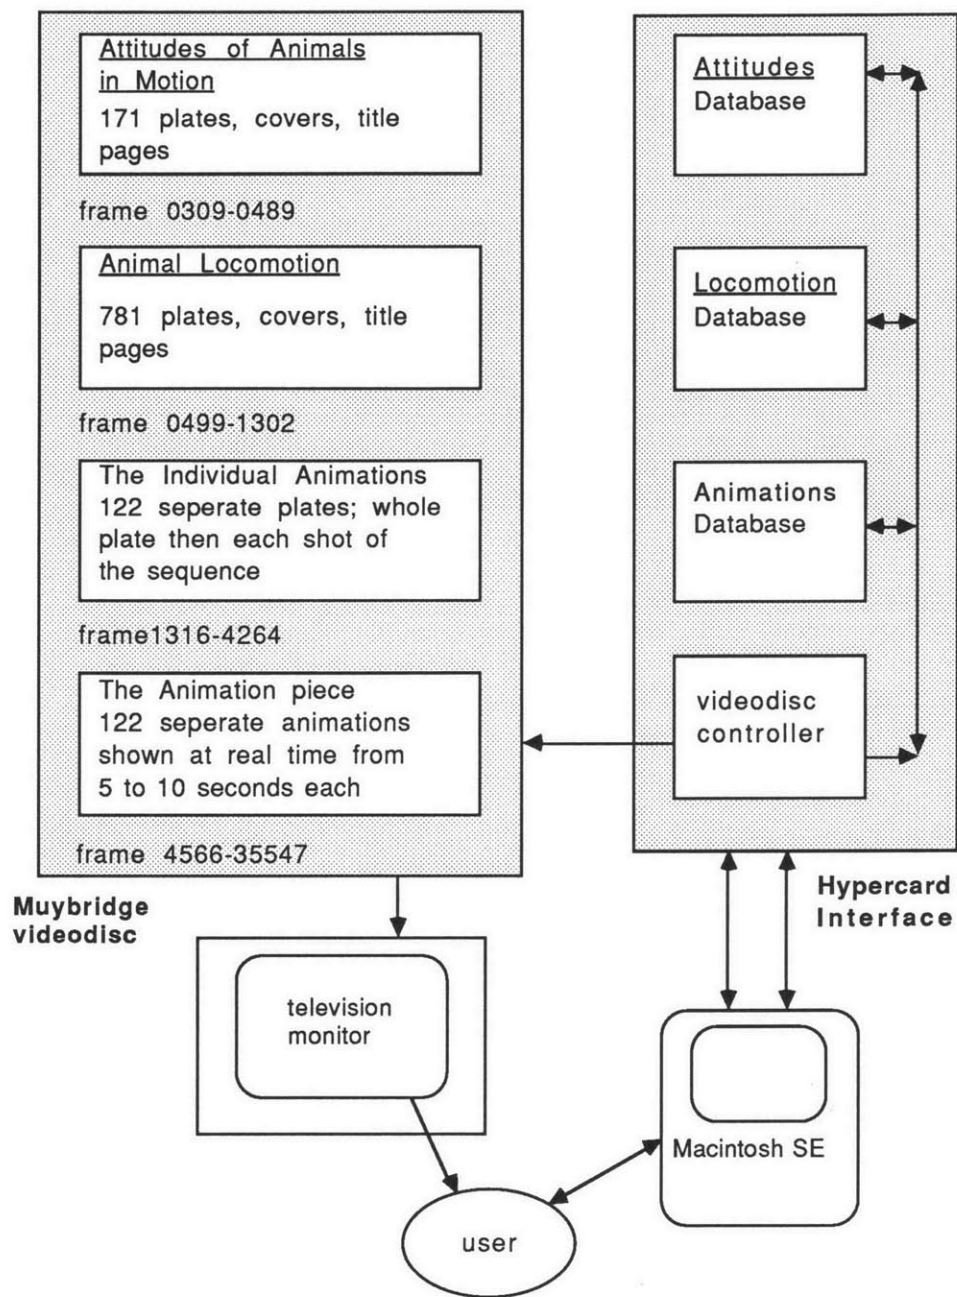 Attitudes of Animals
in Motion
171 plates, covers, title
pages
frame 0309-0489
Animal Locomotion
781 plates, covers, title
pages
frame 0499-1302
The Individual Animations
122 seperate plates; whole
plate then each shot of
the sequence
frame1316-4264
The Animation piece
122 seperate animations
shown at real time from
5 to 10 seconds each
frame 4566-35547
Muybridge
videodisc
Attitudes
Database
Locomotion
Database
Animations
Database
videodisc
controller
Hypercard
Interface
television
monitor
Macintosh SE
user